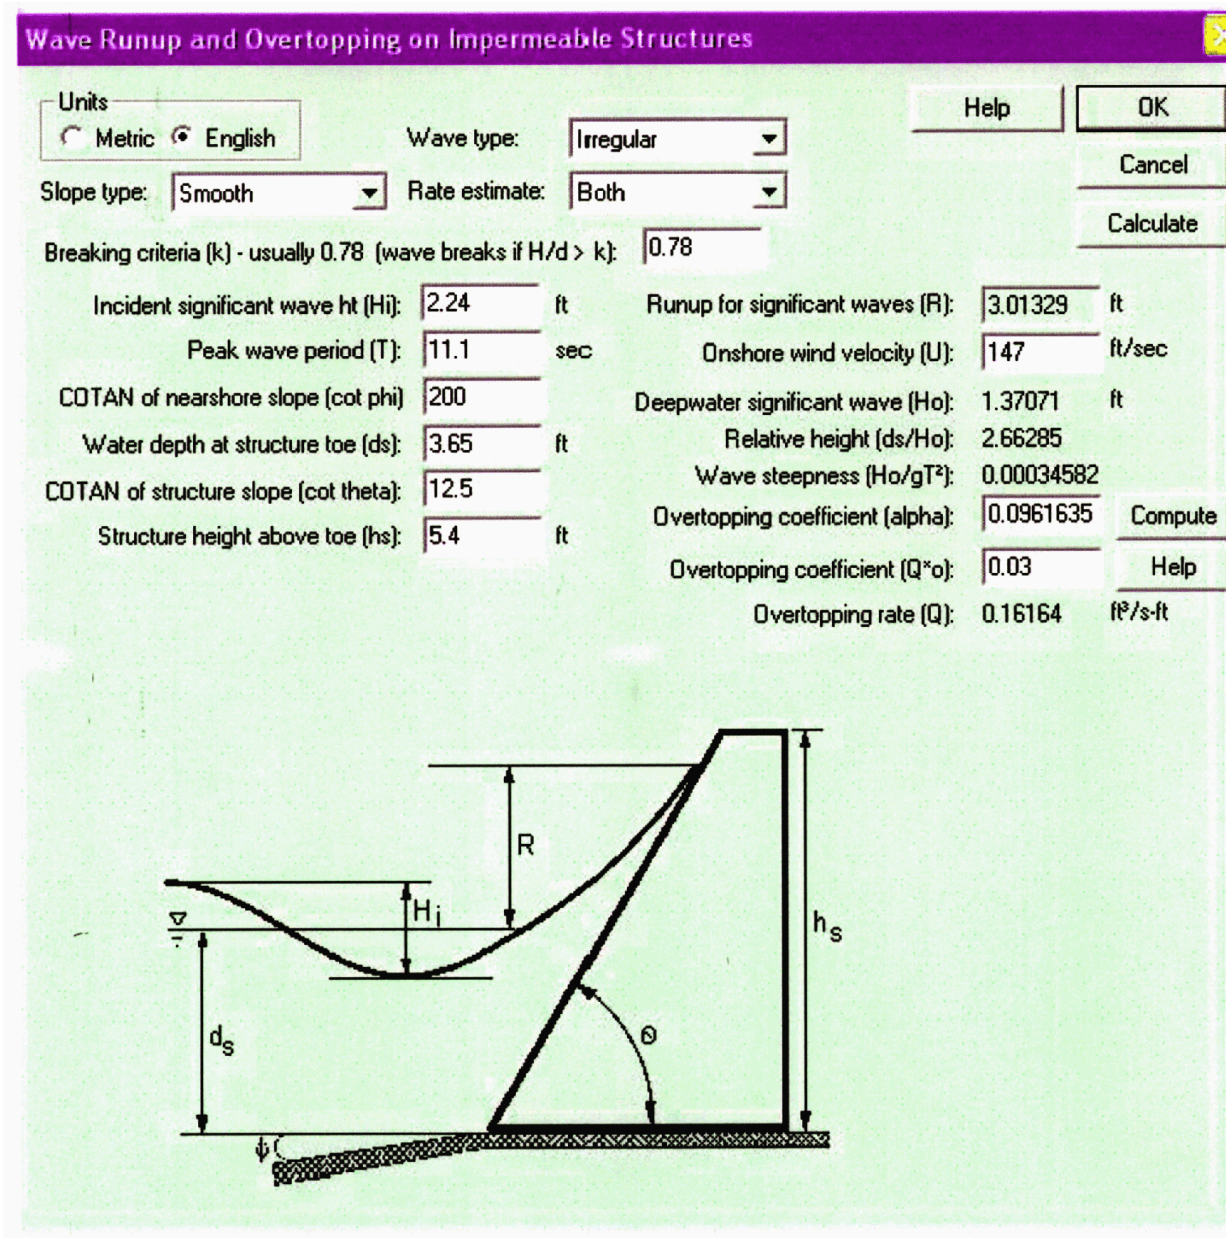 Wave Runup and Overtopping on Impermeable Structures
Units
Metric English
Wave type: Irregular
Help OK
Cancel
Slope type: Smooth
Rate estimate: Both
Calculate
Breaking criteria (k) - usually 0.78 (wave breaks if H/d > k): 0.78
Incident significant wave ht (Hi): 2.24 ft
Peak wave period (T): 11.1 sec
COTAN of nearshore slope (cot phi) 200
Water depth at structure toe (ds): 3.65 ft
COTAN of structure slope (cot theta): 12.5
Structure height above toe (hs): 5.4 ft
Runup for significant waves (R): 3.01329 ft
Onshore wind velocity (U): 147 ft/sec
Deepwater significant wave (Ho): 1.37071 ft
Relative height (ds/Ho): 2.66285
Wave steepness (Ho/gT²): 0.00034582
Overtopping coefficient (alpha): 0.0961635 Compute
Overtopping coefficient (Q*o): 0.03 Help
Overtopping rate (Q): 0.16164 ft³/s-ft
R
Hi
hs
ds
θ
ϕ